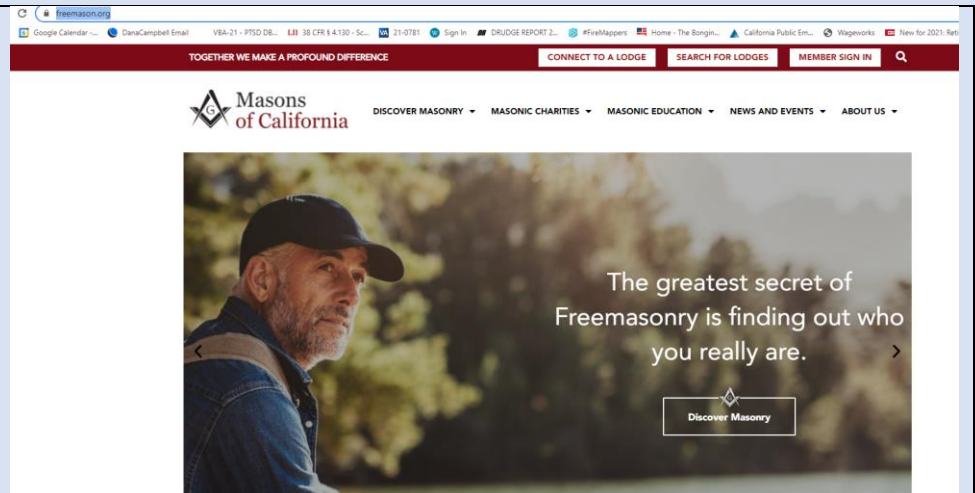 freemason.org
Google Calendar -... DanaCampbell Email VBA-21 - PTSD DB... LII 38 CFR § 4.130 - Sc... VA 21-0781 Sign In DRUDGE REPORT 2... #FireMappers Home - The Bongin... California Public Em... Wageworks New for 2021: Reti
TOGETHER WE MAKE A PROFOUND DIFFERENCE CONNECT TO A LODGE SEARCH FOR LODGES MEMBER SIGN IN
G Masons
of California
DISCOVER MASONRY MASONIC CHARITIES MASONIC EDUCATION NEWS AND EVENTS ABOUT US
The greatest secret of
Freemasonry is finding out who
you really are.
Discover Masonry